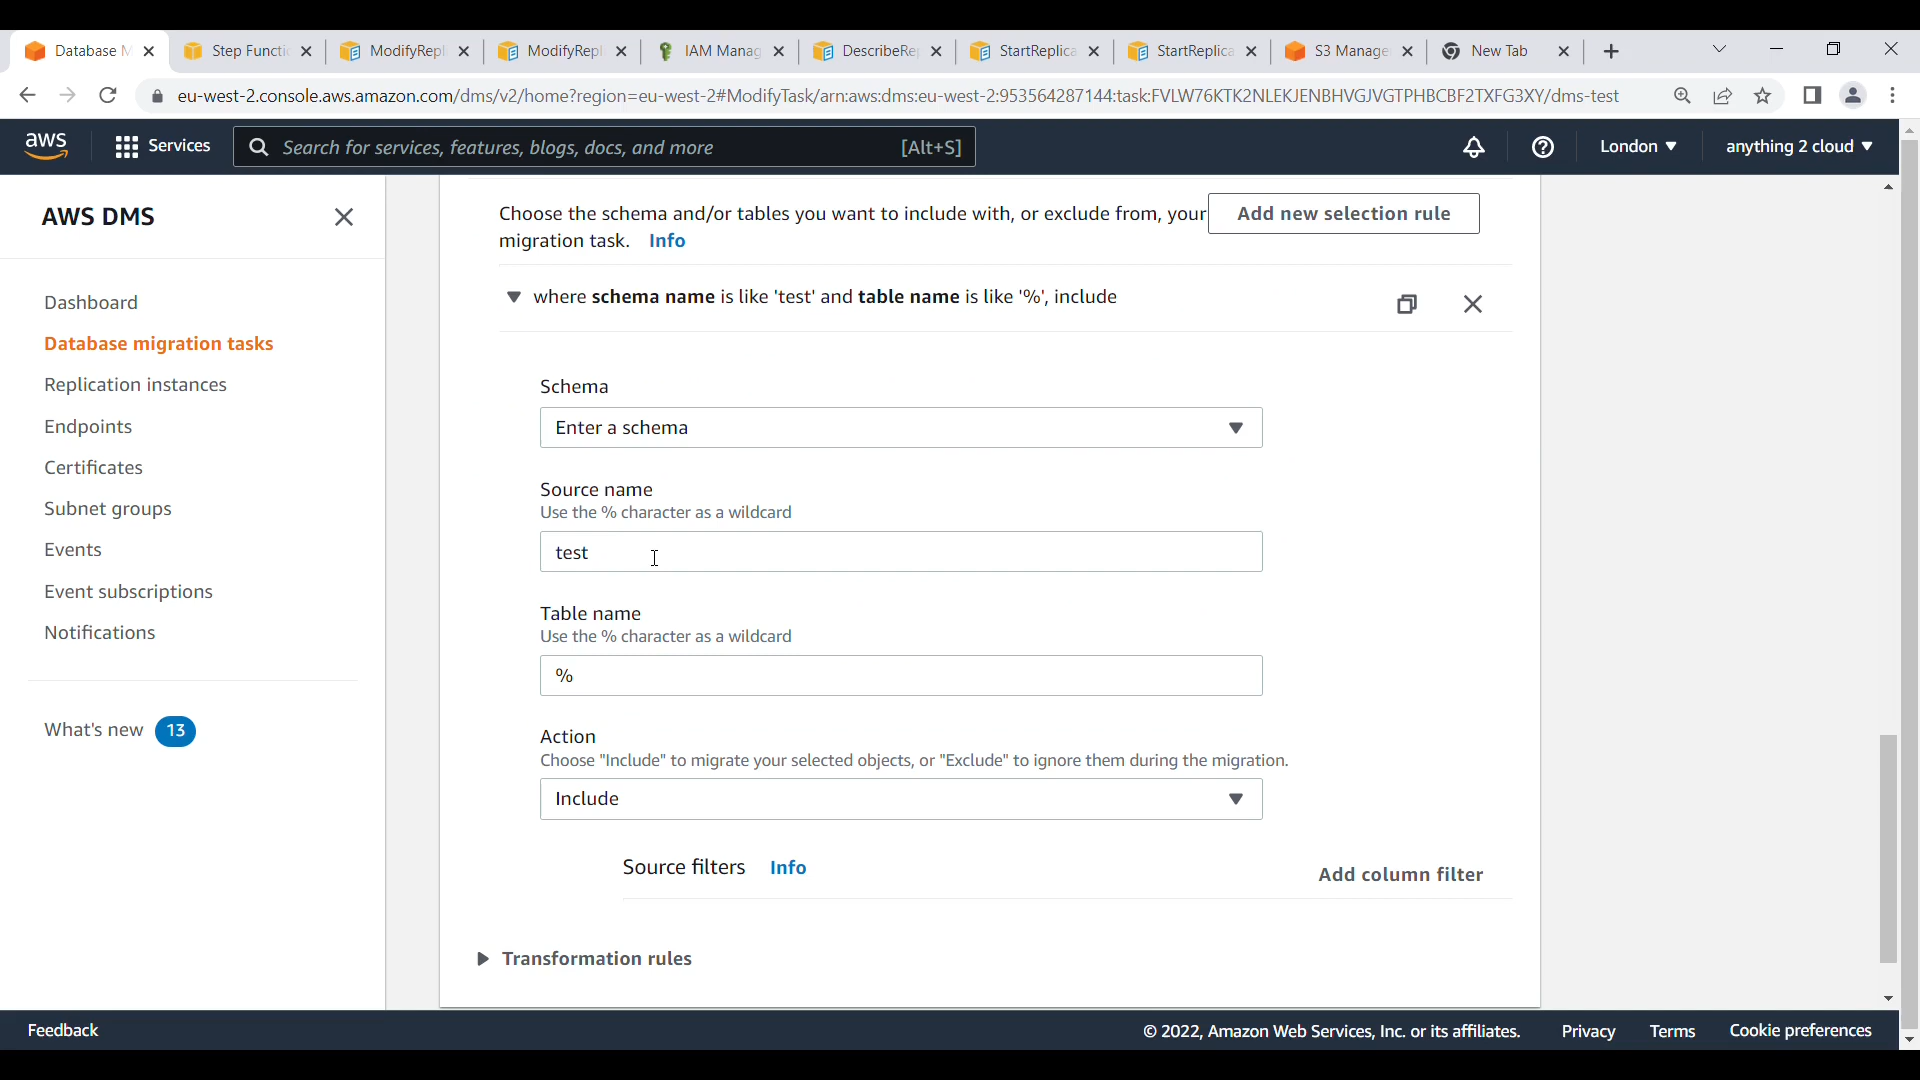 Database M
Step Functi
ModifyRepl
ModifyRepl
IAM Manag
DescribeRe
StartReplica
StartReplica
S3 Manage
New Tab
eu-west-2.console.aws.amazon.com/dms/v2/home?region=eu-west-2#ModifyTask/arn:aws:dms:eu-west-2:953564287144:task:FVLW76KTK2NLEKJENBHVGJVGTPHBCBF2TXFG3XY/dms-test
aws
Services
Search for services, features, blogs, docs, and more
[Alt+S]
London
anything 2 cloud
AWS DMS
Dashboard
Database migration tasks
Replication instances
Endpoints
Certificates
Subnet groups
Events
Event subscriptions
Notifications
What's new 13
Choose the schema and/or tables you want to include with, or exclude from, your
migration task. Info
Add new selection rule
where schema name is like 'test' and table name is like '%', include
Schema
Enter a schema
Source name
Use the % character as a wildcard
test
Table name
Use the % character as a wildcard
%
Action
Choose "Include" to migrate your selected objects, or "Exclude" to ignore them during the migration.
Include
Source filters Info
Add column filter
Transformation rules
Feedback
© 2022, Amazon Web Services, Inc. or its affiliates.
Privacy
Terms
Cookie preferences